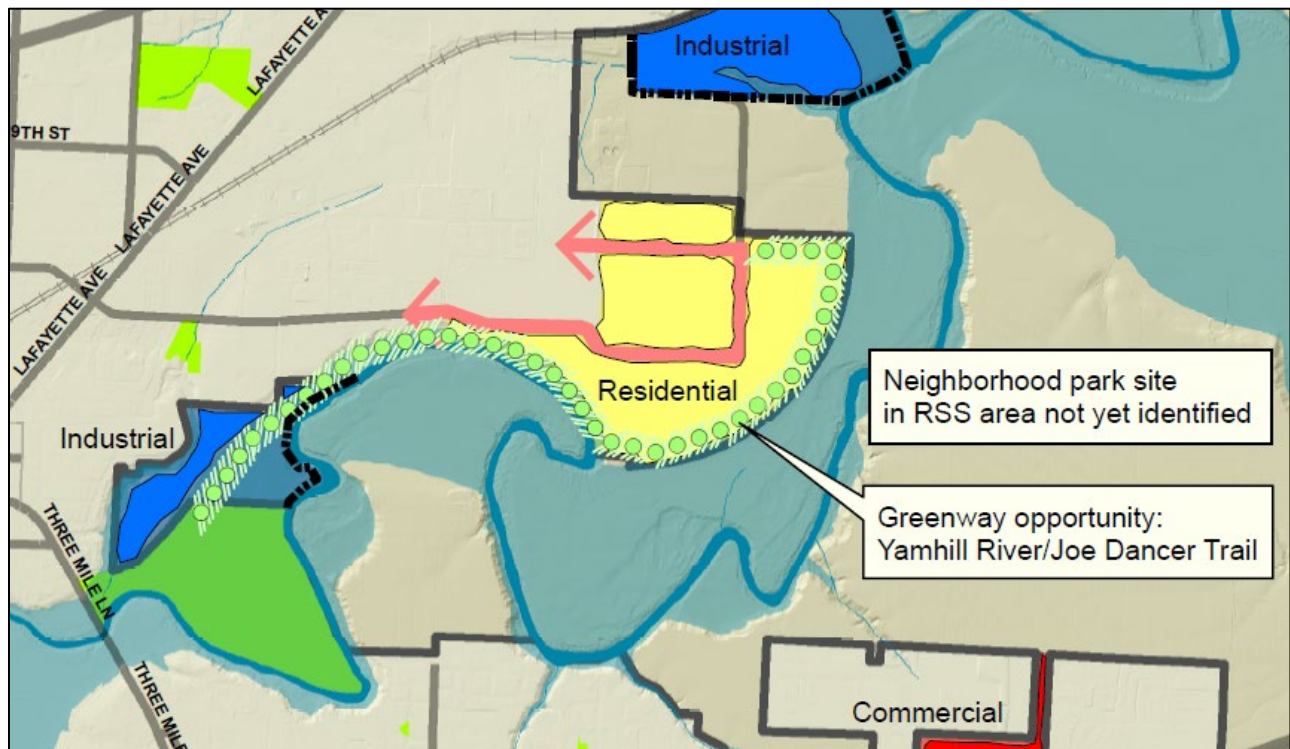 Industrial
LAFAYETTE A
9TH ST
LAFAYETTE AVE
LAFAYETTE AVE
Residential
Neighborhood park site
in RSS area not yet identified
Industrial
Greenway opportunity:
Yamhill River/Joe Dancer Trail
THREE MILE LN
THREE MILE
Commercial